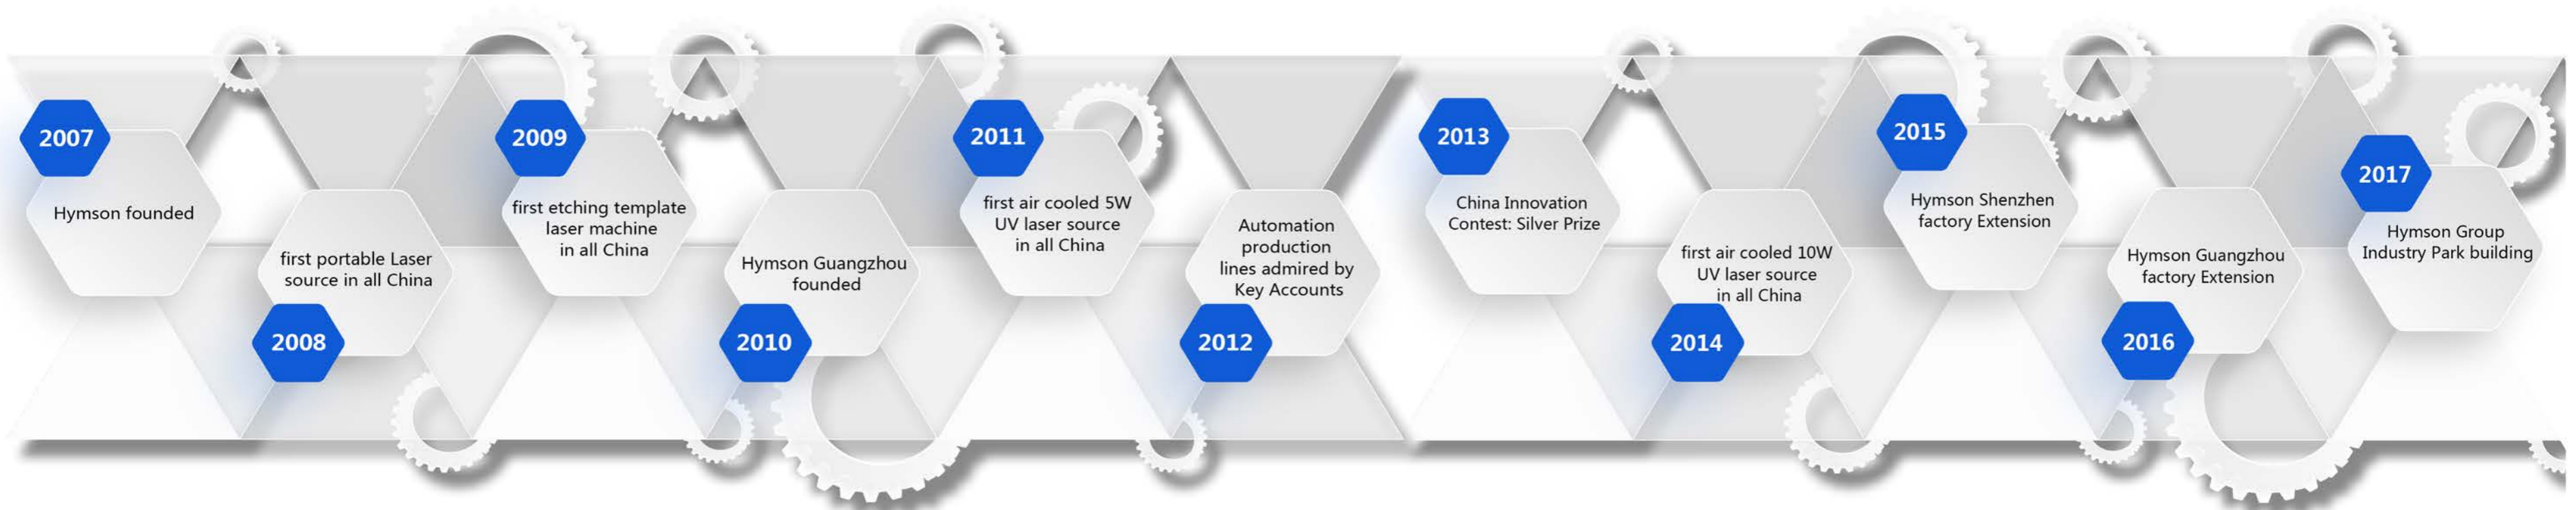 2007
Hymson founded
first portable Laser
source in all China
2008
2009
first etching template
laser machine
in all China
Hymson Guangzhou
founded
2010
2011
first air cooled 5W
UV laser source
in all China
Automation
production
lines admired by
Key Accounts
2012
2013
China Innovation
Contest: Silver Prize
first air cooled 10W
UV laser source
in all China
2014
2015
Hymson Shenzhen
factory Extension
Hymson Guangzhou
factory Extension
2016
2017
Hymson Group
Industry Park building